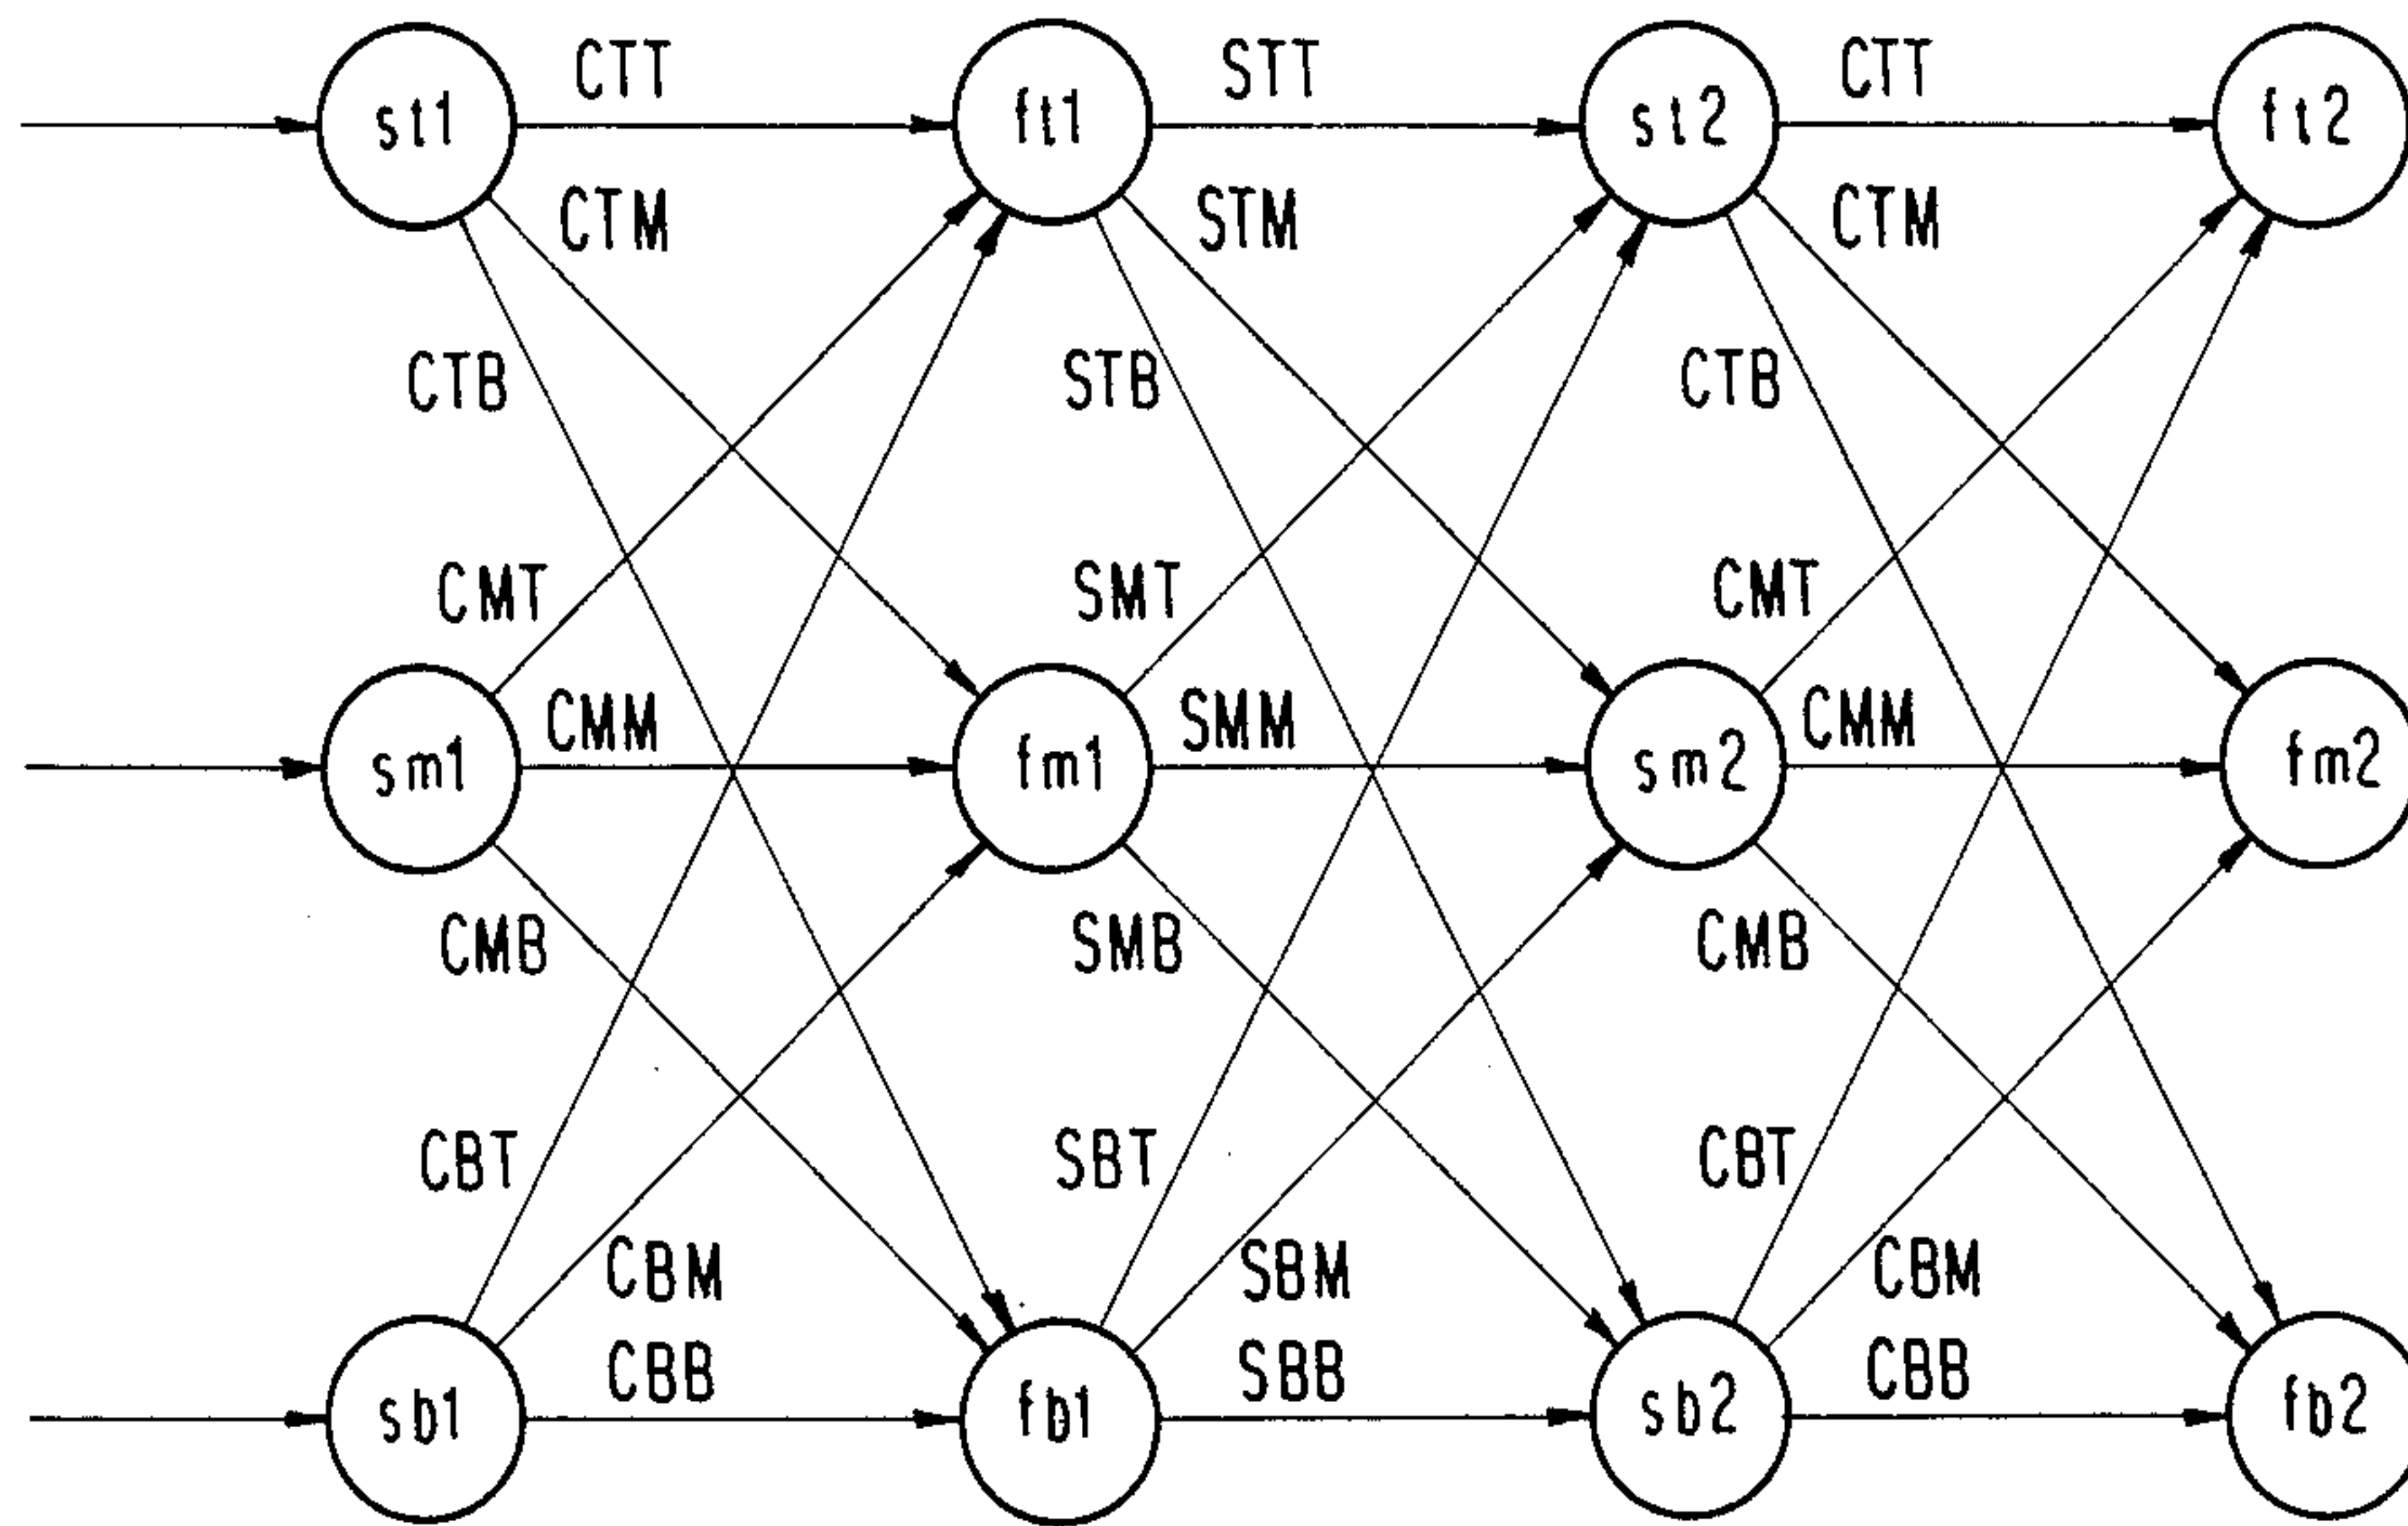 CTT STT CTT
st1 ft1 st2 ft2
CTM STM CTM
CTB STB CTB
CMT SMT CMT
CMM SMM CMM
sm1 fm1 sm2 fm2
CMB SMB CMB
CBT SBT CBT
CBM SBM CBM
CBB SBB CBB
sb1 fb1 sb2 fb2